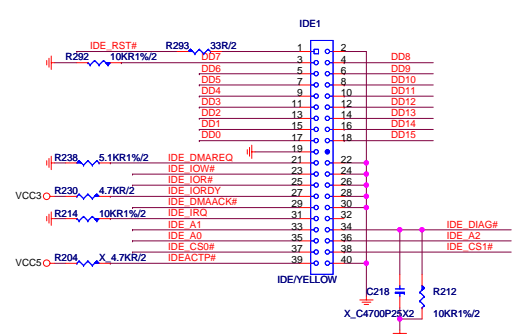 IDE1
IDE_RST# R293 33R/2 1 2
R292 10KR1%/2 DD7 3 4 DD8
DD6 5 6 DD9
DD5 7 8 DD10
DD4 9 10 DD11
DD3 11 12 DD12
DD2 13 14 DD13
DD1 15 16 DD14
DD0 17 18 DD15
19
R238 5.1KR1%/2 IDE_DMAREQ 21 22
IDE_IOW# 23 24
IDE_IOR# 25 26
VCC3 R230 4.7KR/2 IDE_IORDY 27 28
IDE_DMAACK# 29 30
R214 10KR1%/2 IDE_IRQ 31 32
IDE_A1 33 34 IDE_DIAG#
IDE_A0 35 36 IDE_A2
IDE_CS0# 37 38 IDE_CS1#
VCC5 R204 X_4.7KR/2 IDEACTP# 39 40
IDE/YELLOW
C218 R212
X_C4700P25X2 10KR1%/2